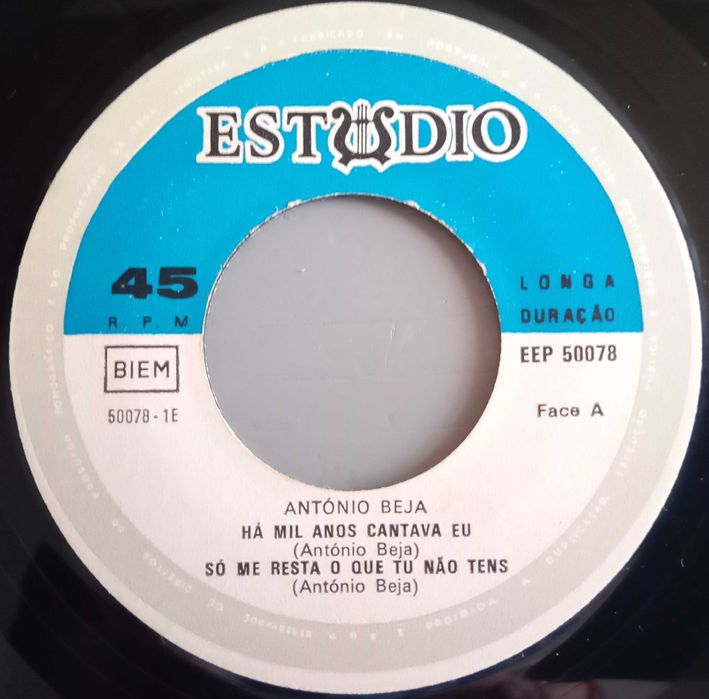 ESTÚDIO
45
R. P. M
LONGA
DURAÇÃO
BIEM
EEP 50078
50078-1E
Face A
ANTÓNIO BEJA
HÁ MIL ANOS CANTAVA EU
(António Beja)
SÓ ME RESTA O QUE TU NÃO TENS
(António Beja)